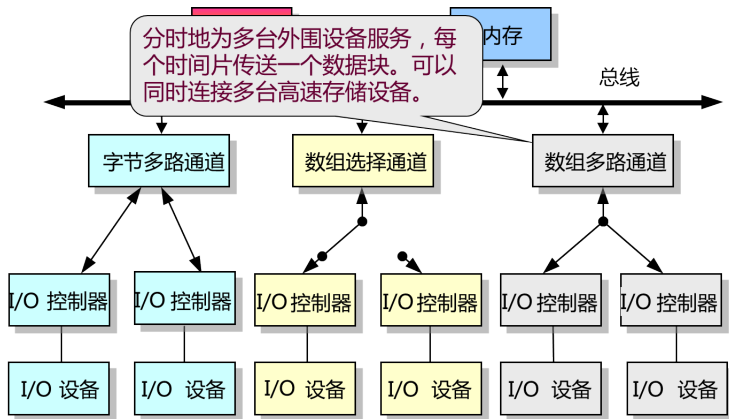 分时地为多台外围设备服务，每
个时间片传送一个数据块。可以
同时连接多台高速存储设备。
内存
总线
字节多路通道
数组选择通道
数组多路通道
I/O 控制器
I/O 控制器
I/O 控制器
I/O 控制器
I/O 控制器
I/O 控制器
I/O 设备
I/O 设备
I/O 设备
I/O 设备
I/O 设备
I/O 设备